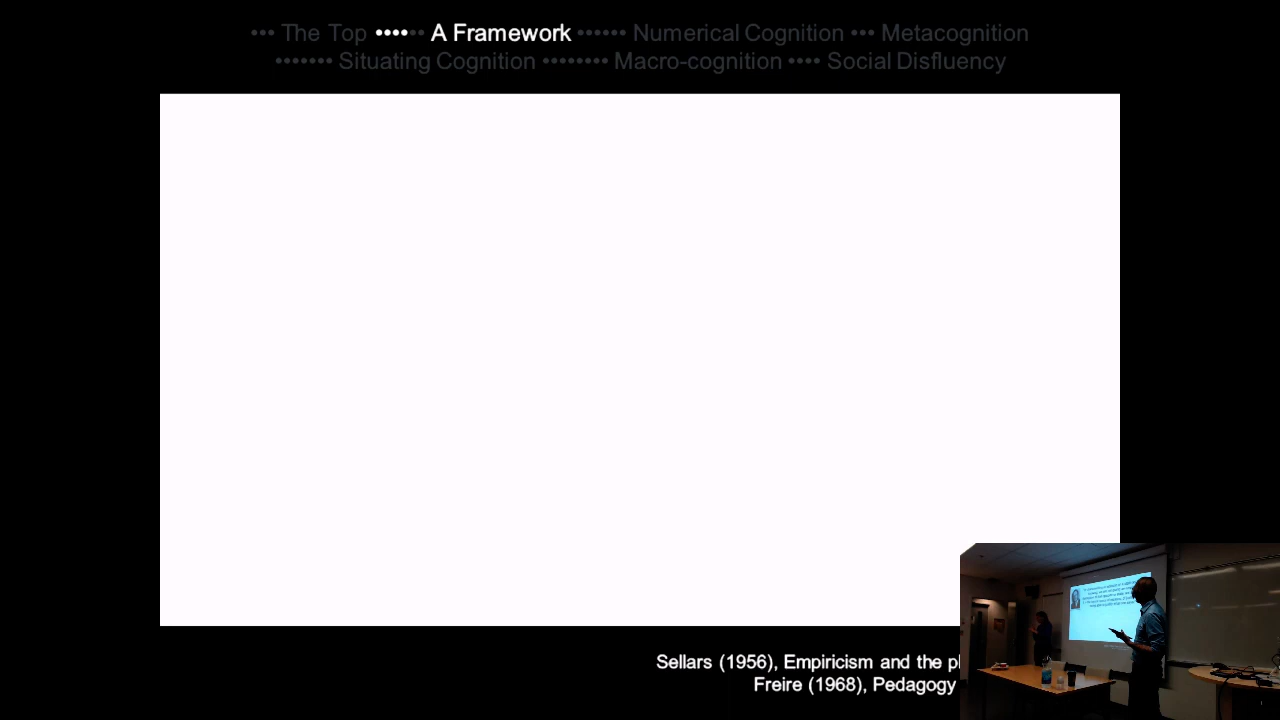 ••• The Top •••••• A Framework •••••• Numerical Cognition ••• Metacognition
••••••• Situating Cognition •••••••• Macro-cognition •••• Social Disfluency
Sellars (1956), Empiricism and the
Freire (1968), Pedagogy